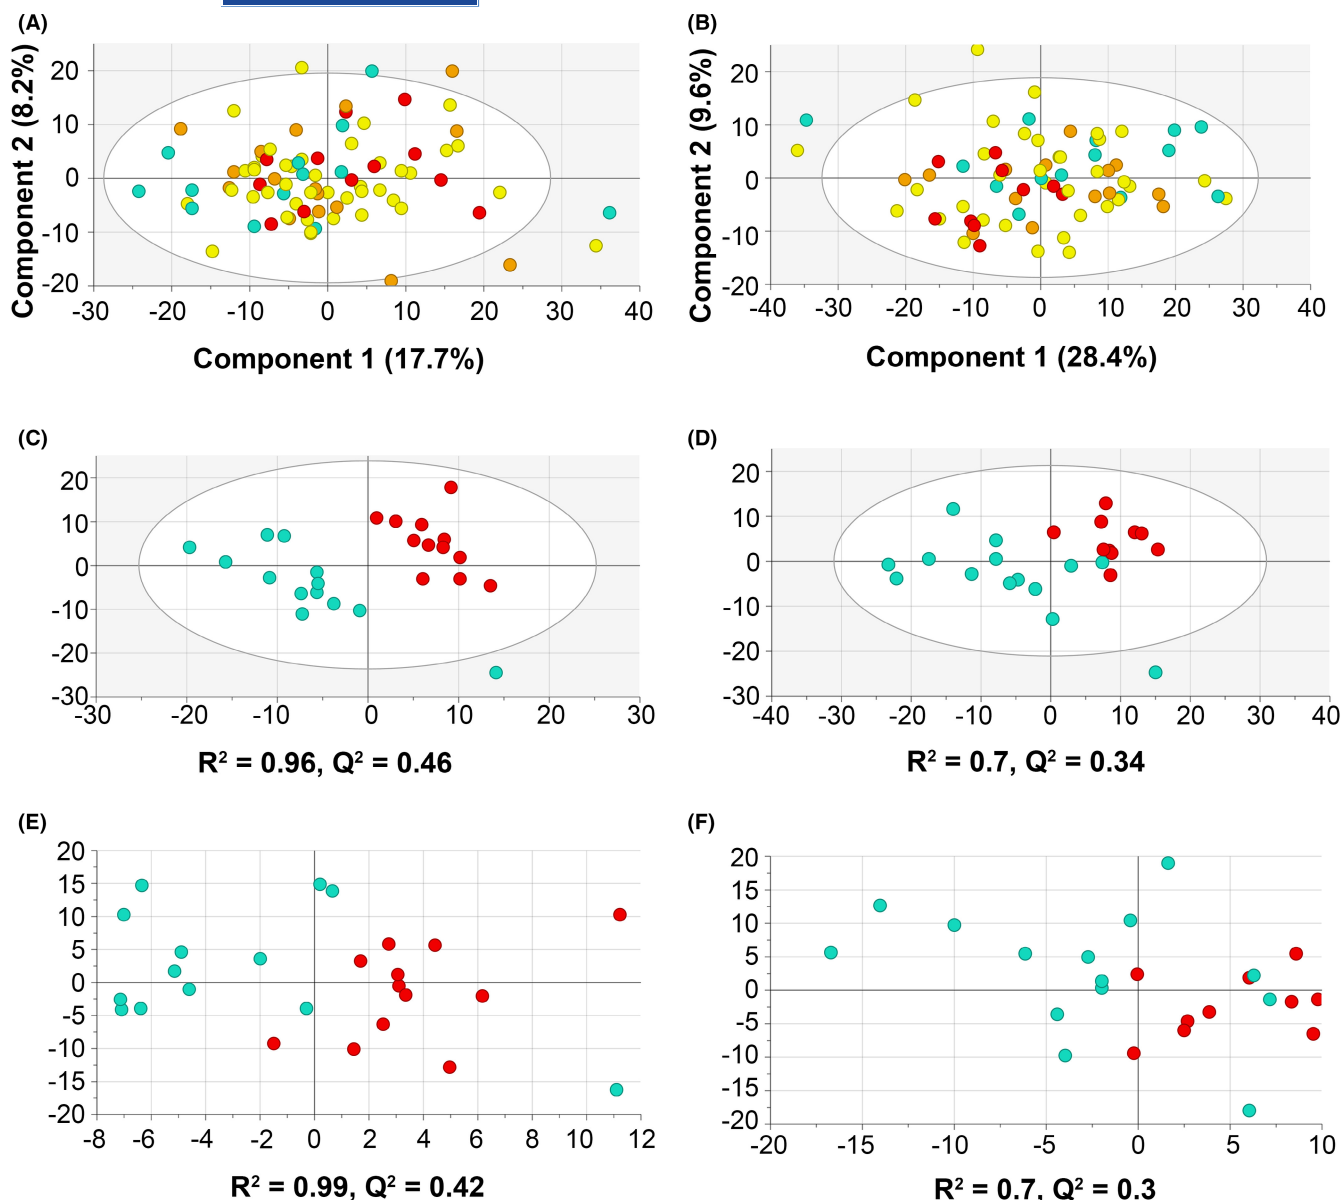 (A)
Component 2 (8.2%)
20
10
0
-10
-20
-30 -20 -10 0 10 20 30 40
Component 1 (17.7%)
(B)
Component 2 (9.6%)
20
10
0
-10
-20
-40 -30 -20 -10 0 10 20 30 40
Component 1 (28.4%)
(C)
20
10
0
-10
-20
-30
-30 -20 -10 0 10 20 30
R² = 0.96, Q² = 0.46
(D)
20
10
0
-10
-20
-30
-40 -30 -20 -10 0 10 20 30 40
R² = 0.7, Q² = 0.34
(E)
20
15
10
5
0
-5
-10
-15
-20
-8 -6 -4 -2 0 2 4 6 8 10 12
R² = 0.99, Q² = 0.42
(F)
20
15
10
5
0
-5
-10
-15
-20
-20 -15 -10 -5 0 5 10
R² = 0.7, Q² = 0.3